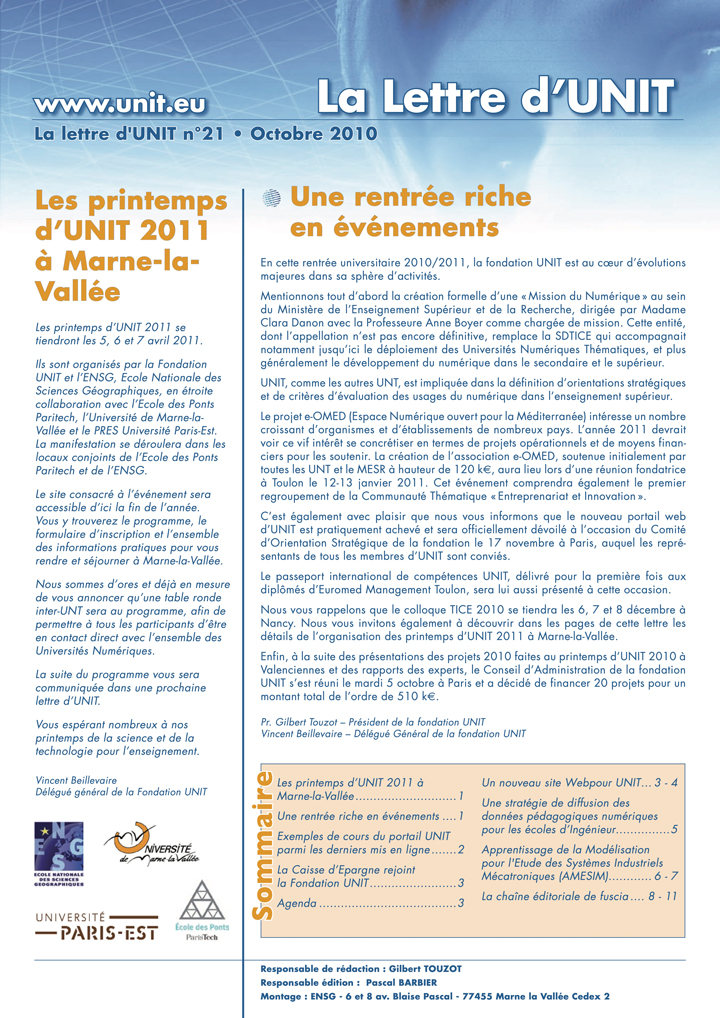 www.unit.eu
La Lettre d'UNIT
La lettre d'UNIT n°21 • Octobre 2010
Les printemps
d'UNIT 2011
à Marne-la-
Vallée
Les printemps d'UNIT 2011 se
tiendront les 5, 6 et 7 avril 2011.
Ils sont organisés par la Fondation
UNIT et l'ENSG, Ecole Nationale des
Sciences Géographiques, en étroite
collaboration avec l'Ecole des Ponts
Paritech, l'Université de Marne-la-
Vallée et le PRES Université Paris-Est.
La manifestation se déroulera dans les
locaux conjoints de l'Ecole des Ponts
Paritech et de l'ENSG.
Le site consacré à l'événement sera
accessible d'ici la fin de l'année.
Vous y trouverez le programme, le
formulaire d'inscription et l'ensemble
des informations pratiques pour vous
rendre et séjourner à Marne-la-Vallée.
Nous sommes d'ores et déjà en mesure
de vous annoncer qu'une table ronde
inter-UNT sera au programme, afin de
permettre à tous les participants d'être
en contact direct avec l'ensemble des
Universités Numériques.
La suite du programme vous sera
communiquée dans une prochaine
lettre d'UNIT.
Vous espérant nombreux à nos
printemps de la science et de la
technologie pour l'enseignement.
Vincent Beillevaire
Délégué général de la Fondation UNIT
ENSG
ECOLE NATIONALE
DES SCIENCES
GÉOGRAPHIQUES
UNIVERSITÉ
de Marne-la-Vallée
UNIVERSITÉ
PARIS-EST
École des Ponts
ParisTech
Une rentrée riche
en événements
En cette rentrée universitaire 2010/2011, la fondation UNIT est au cœur d'évolutions
majeures dans sa sphère d'activités.
Mentionnons tout d'abord la création formelle d'une « Mission du Numérique » au sein
du Ministère de l'Enseignement Supérieur et de la Recherche, dirigée par Madame
Clara Danon avec la Professeure Anne Boyer comme chargée de mission. Cette entité,
dont l'appellation n'est pas encore définitive, remplace la SDTICE qui accompagnait
notamment jusqu'ici le déploiement des Universités Numériques Thématiques, et plus
généralement le développement du numérique dans le secondaire et le supérieur.
UNIT, comme les autres UNT, est impliquée dans la définition d'orientations stratégiques
et de critères d'évaluation des usages du numérique dans l'enseignement supérieur.
Le projet e-OMED (Espace Numérique ouvert pour la Méditerranée) intéresse un nombre
croissant d'organismes et d'établissements de nombreux pays. L'année 2011 devrait
voir ce vif intérêt se concrétiser en termes de projets opérationnels et de moyens finan-
ciers pour les soutenir. La création de l'association e-OMED, soutenue initialement par
toutes les UNT et le MESR à hauteur de 120 k€, aura lieu lors d'une réunion fondatrice
à Toulon le 12-13 janvier 2011. Cet événement comprendra également le premier
regroupement de la Communauté Thématique « Entreprenariat et Innovation ».
C'est également avec plaisir que nous vous informons que le nouveau portail web
d'UNIT est pratiquement achevé et sera officiellement dévoilé à l'occasion du Comité
d'Orientation Stratégique de la fondation le 17 novembre à Paris, auquel les repré-
sentants de tous les membres d'UNIT sont conviés.
Le passeport international de compétences UNIT, délivré pour la première fois aux
diplômés d'Euromed Management Toulon, sera lui aussi présenté à cette occasion.
Nous vous rappelons que le colloque TICE 2010 se tiendra les 6, 7 et 8 décembre à
Nancy. Nous vous invitons également à découvrir dans les pages de cette lettre les
détails de l'organisation des printemps d'UNIT 2011 à Marne-la-Vallée.
Enfin, à la suite des présentations des projets 2010 faites au printemps d'UNIT 2010 à
Valenciennes et des rapports des experts, le Conseil d'Administration de la fondation
UNIT s'est réuni le mardi 5 octobre à Paris et a décidé de financer 20 projets pour un
montant total de l'ordre de 510 k€.
Pr. Gilbert Touzot – Président de la fondation UNIT
Vincent Beillevaire – Délégué Général de la fondation UNIT
Sommaire
Les printemps d'UNIT 2011 à
Marne-la-Vallée............................1
Une rentrée riche en événements ....1
Exemples de cours du portail UNIT
parmi les derniers mis en ligne.......2
La Caisse d'Epargne rejoint
la Fondation UNIT........................3
Agenda ......................................3
Un nouveau site Webpour UNIT... 3 - 4
Une stratégie de diffusion des
données pédagogiques numériques
pour les écoles d'Ingénieur...............5
Apprentissage de la Modélisation
pour l'Etude des Systèmes Industriels
Mécatroniques (AMESIM)............ 6 - 7
La chaîne éditoriale de fuscia .... 8 - 11
Responsable de rédaction : Gilbert TOUZOT
Responsable édition : Pascal BARBIER
Montage : ENSG - 6 et 8 av. Blaise Pascal - 77455 Marne la Vallée Cedex 2